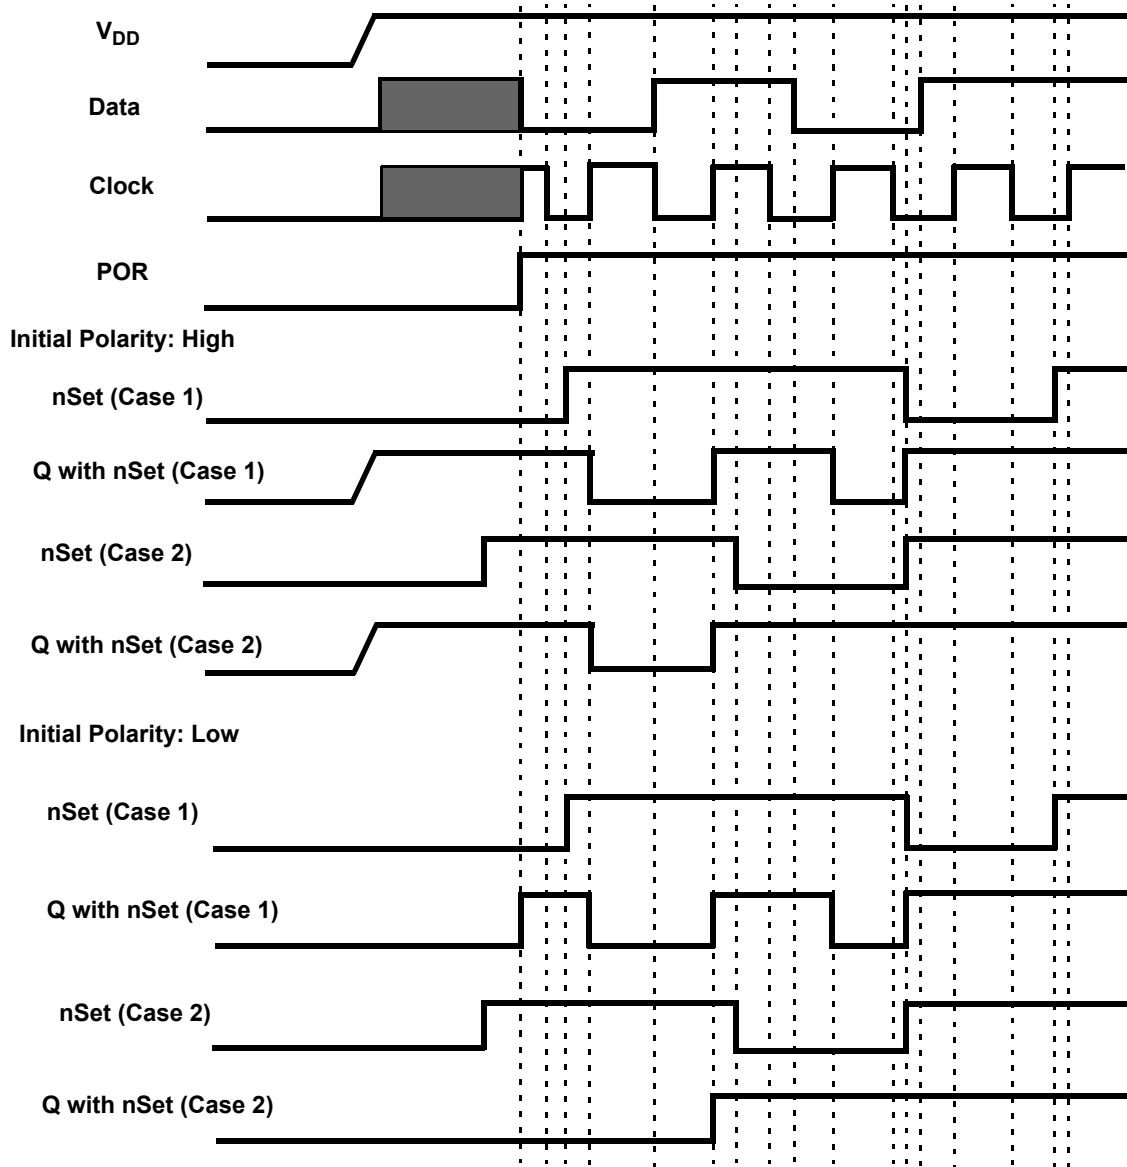 VDD
Data
Clock
POR
Initial Polarity: High
nSet (Case 1)
Q with nSet (Case 1)
nSet (Case 2)
Q with nSet (Case 2)
Initial Polarity: Low
nSet (Case 1)
Q with nSet (Case 1)
nSet (Case 2)
Q with nSet (Case 2)